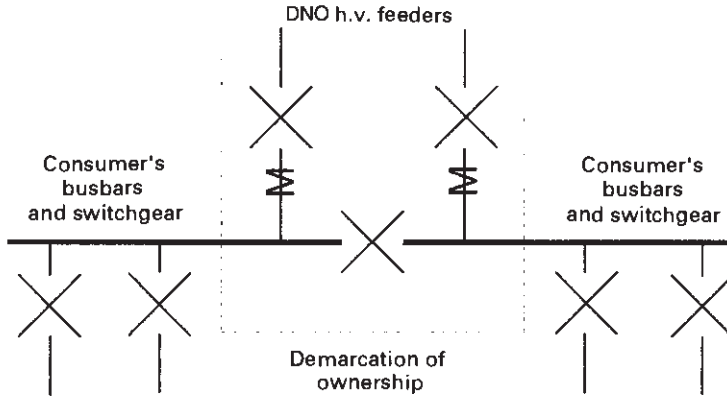 DNO h.v. feeders
Consumer's
busbars
and switchgear
Consumer's
busbars
and switchgear
Demarcation of
ownership